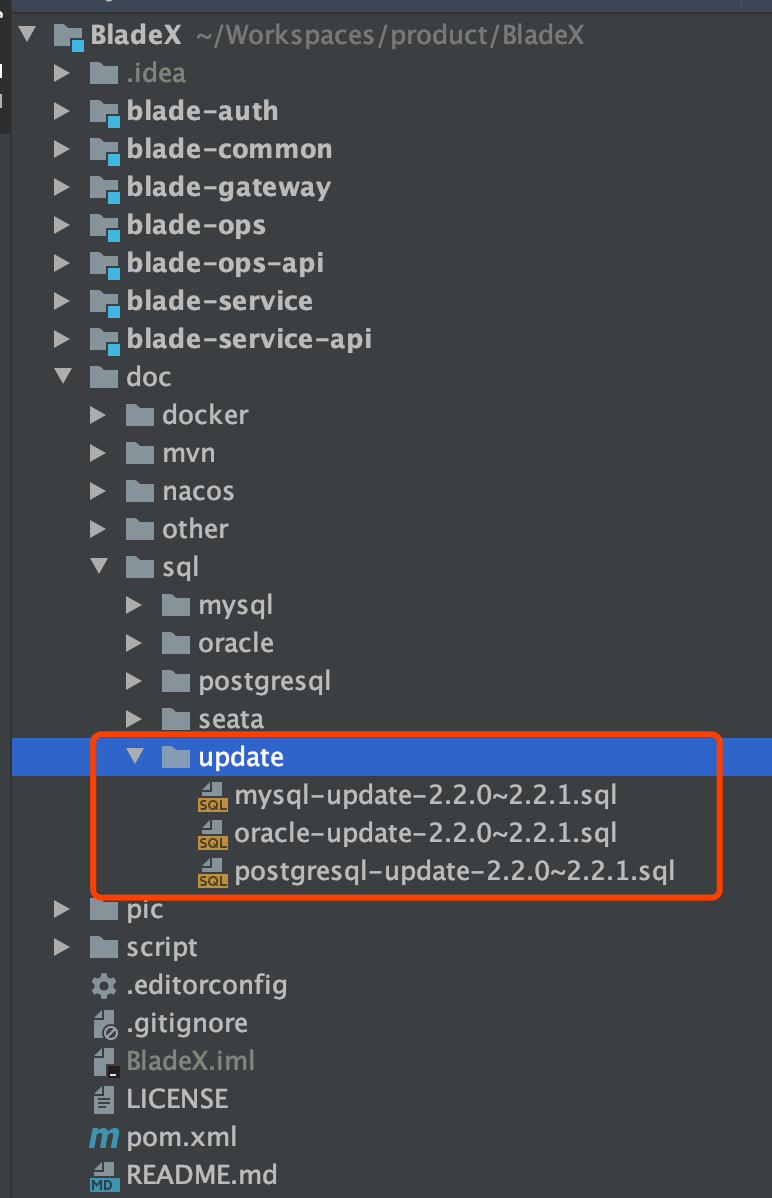 BladeX ~/Workspaces/product/BladeX
.idea
blade-auth
blade-common
blade-gateway
blade-ops
blade-ops-api
blade-service
blade-service-api
doc
docker
mvn
nacos
other
sql
mysql
oracle
postgresql
seata
update
SQL mysql-update-2.2.0~2.2.1.sql
SQL oracle-update-2.2.0~2.2.1.sql
SQL postgresql-update-2.2.0~2.2.1.sql
pic
script
.editorconfig
.gitignore
BladeX.iml
LICENSE
m pom.xml
MD README.md